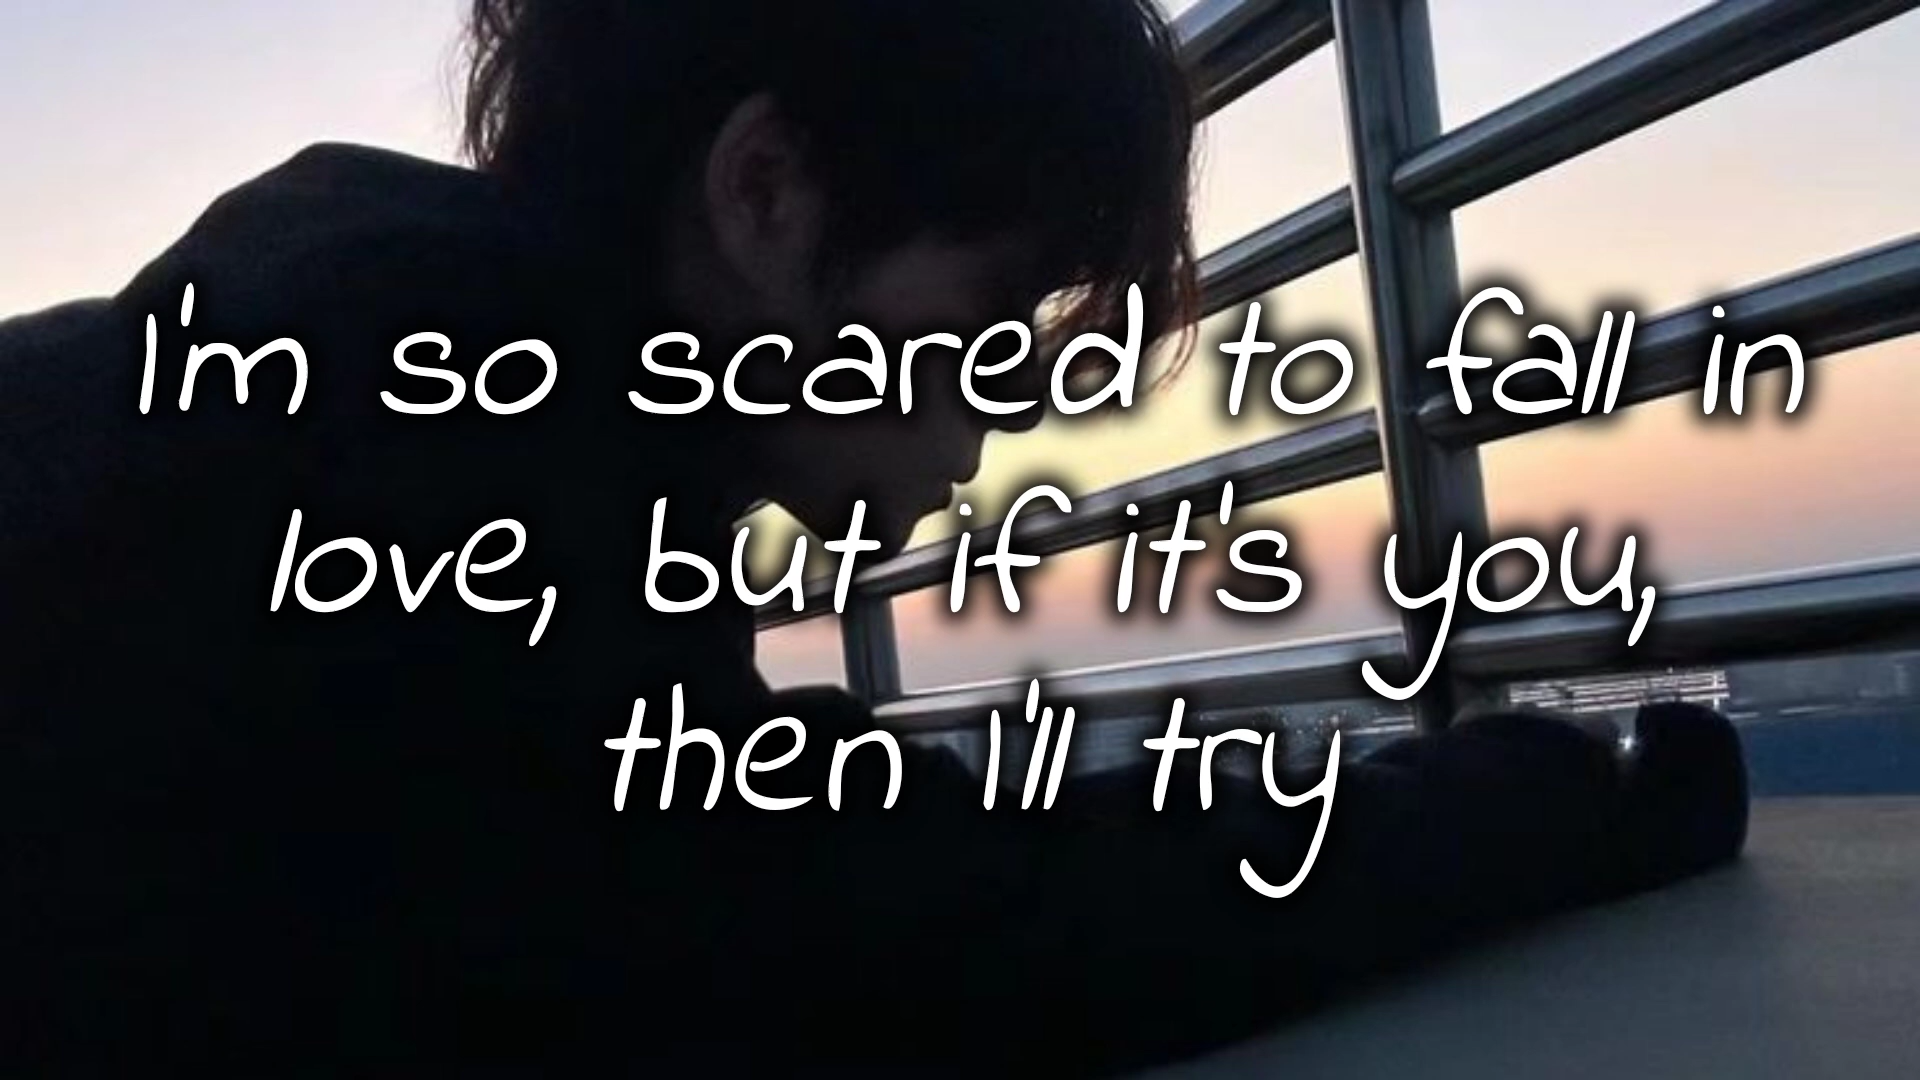 I'm so scared to fall in
love, but if it's you,
then I'll try